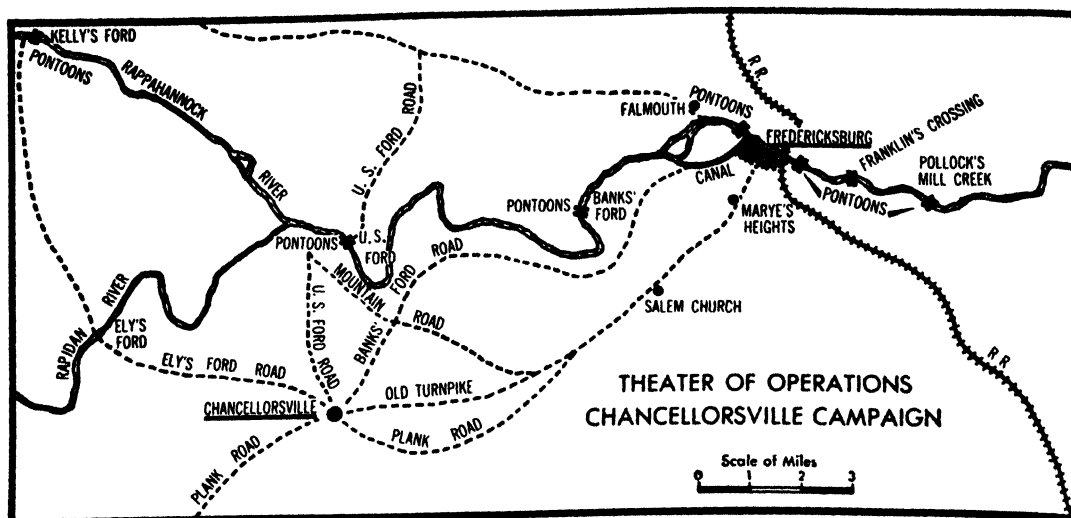 KELLY'S FORD
PONTOONS
RAPPAHANNOCK
RIVER
U. S. FORD ROAD
FALMOUTH
PONTOONS
R.R.
FREDERICKSBURG
FRANKLIN'S CROSSING
POLLOCK'S
MILL CREEK
PONTOONS
CANAL
MARYE'S
HEIGHTS
PONTOONS
BANKS'
FORD
PONTOONS
U.S.
FORD
MOUNTAIN
ROAD
BANKS'
FORD
ROAD
U.S. FORD ROAD
SALEM CHURCH
RAPIDAN
RIVER
ELY'S
FORD
ELY'S FORD ROAD
R.R.
CHANCELLORSVILLE
OLD TURNPIKE
PLANK ROAD
PLANK ROAD
THEATER OF OPERATIONS
CHANCELLORSVILLE CAMPAIGN
Scale of Miles
0 1 2 3